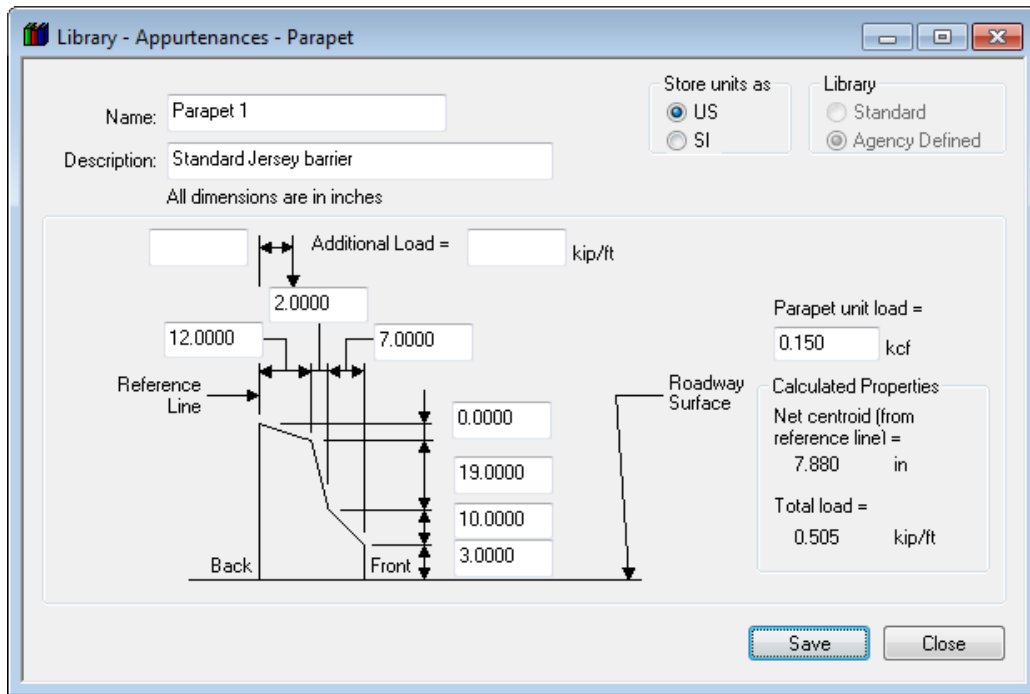 Library - Appurtenances - Parapet
Store units as
US
SI
Library
Standard
Agency Defined
Name: Parapet 1
Description: Standard Jersey barrier
All dimensions are in inches
Additional Load = kip/ft
2.0000
12.0000
7.0000
Reference
Line
0.0000
19.0000
10.0000
3.0000
Back
Front
Roadway
Surface
Parapet unit load =
0.150 kcf
Calculated Properties
Net centroid (from
reference line) =
7.880 in
Total load =
0.505 kip/ft
Save
Close